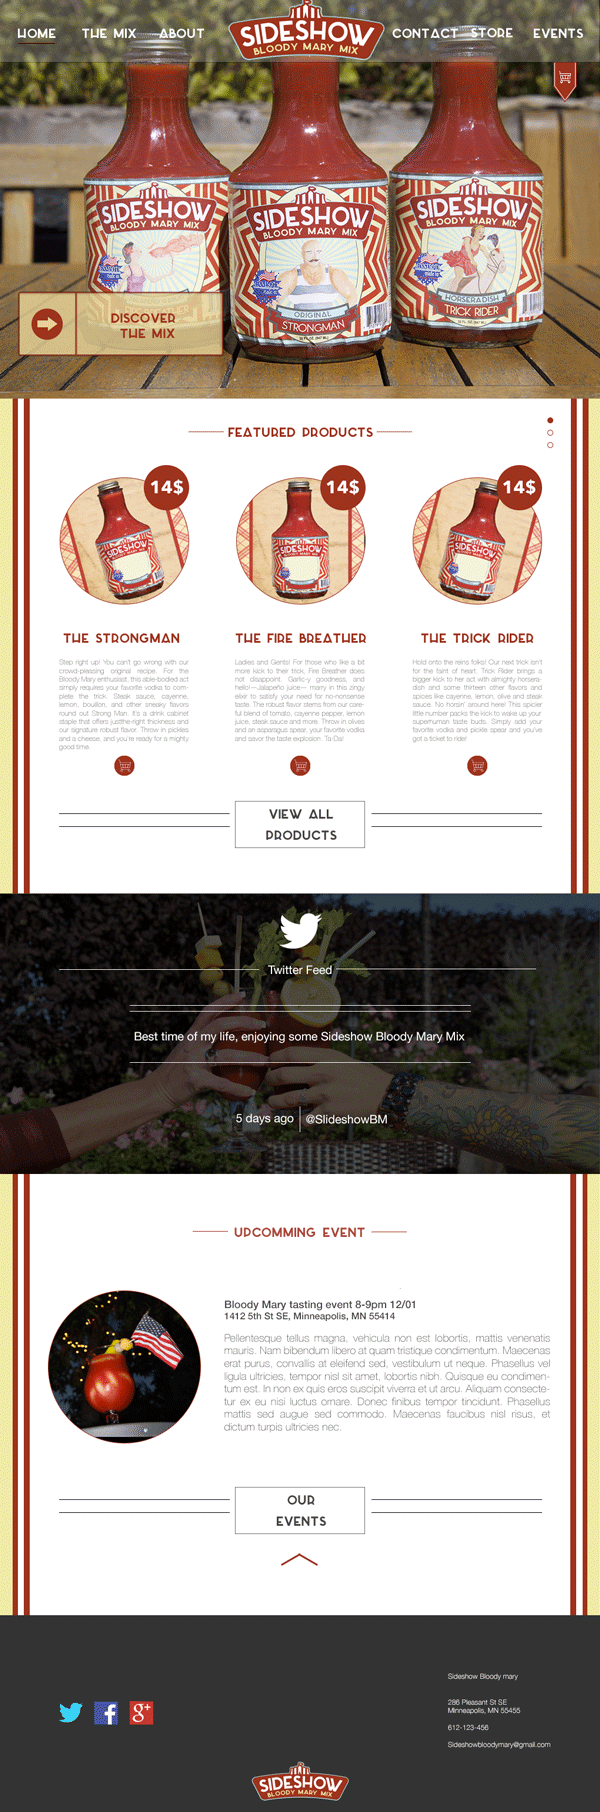 HOME
THE MIX
ABOUT
SIDESHOW
BLOODY MARY MIX
CONTACT
STORE
EVENTS
SIDESHOW
BLOODY MARY MIX
SIDESHOW
BLOODY MARY MIX
ORIGINAL
STRONGMAN
SIDESHOW
BLOODY MARY MIX
HORSERADISH
TRICK RIDER
DISCOVER
THE MIX
FEATURED PRODUCTS
14$
14$
14$
SIDESHOW
SIDESHOW
SIDESHOW
THE STRONGMAN
Step right up! You can't go wrong with our
crowd-pleasing original recipe. For the
Bloody Mary enthusiast, this able-bodied act
simply requires your favorite vodka to com-
plete the trick. Steak sauce, cayenne,
lemon, bouillon, and other sneaky flavors
round out Strong Man. It's a drink cabinet
staple that offers justthe-right thickness and
our signature robust flavor. Throw in pickles
and a cheese, and you're ready for a mighty
good time.
THE FIRE BREATHER
Ladies and Gents! For those who like a bit
more kick to their trick, Fire Breather does
not disappoint. Garlic-y goodness, and
hello!—Jalapeño juice— marry in this zingy
elixir to satisfy your need for no-nonsense
taste. The robust flavor stems from our care-
ful blend of tomato, cayenne pepper, lemon
juice, steak sauce and more. Throw in olives
and an asparagus spear, your favorite vodka
and savor the taste explosion. Ta-Da!
THE TRICK RIDER
Hold onto the reins folks! Our next trick isn't
for the faint of heart. Trick Rider brings a
bigger kick to her act with almighty horsera-
dish and some thirteen other flavors and
spices like cayenne, lemon, olive and steak
sauce. No horsin' around here! This spicier
little number packs the kick to wake up your
superhuman taste buds. Simply add your
favorite vodka and pickle spear and you've
got a ticket to ride!
VIEW ALL
PRODUCTS
Twitter Feed
Best time of my life, enjoying some Sideshow Bloody Mary Mix
5 days ago
@SlideshowBM
UPCOMMING EVENT
Bloody Mary tasting event 8-9pm 12/01
1412 5th St SE, Minneapolis, MN 55414
Pellentesque tellus magna, vehicula non est lobortis, mattis venenatis
mauris. Nam bibendum libero at quam tristique condimentum. Maecenas
erat purus, convallis at eleifend sed, vestibulum ut neque. Phasellus vel
ligula ultricies, tempor nisl sit amet, lobortis nibh. Quisque eu condimen-
tum est. In non ex quis eros suscipit viverra et ut arcu. Aliquam consecte-
tur ex eu nisi luctus ornare. Donec finibus tempor tincidunt. Phasellus
mattis sed augue sed commodo. Maecenas faucibus nisl risus, et
dictum turpis ultricies nec.
OUR
EVENTS
Sideshow Bloody mary
286 Pleasant St SE
Minneapolis, MN 55455
612-123-456
Sideshowbloodymary@gmail.com
SIDESHOW
BLOODY MARY MIX